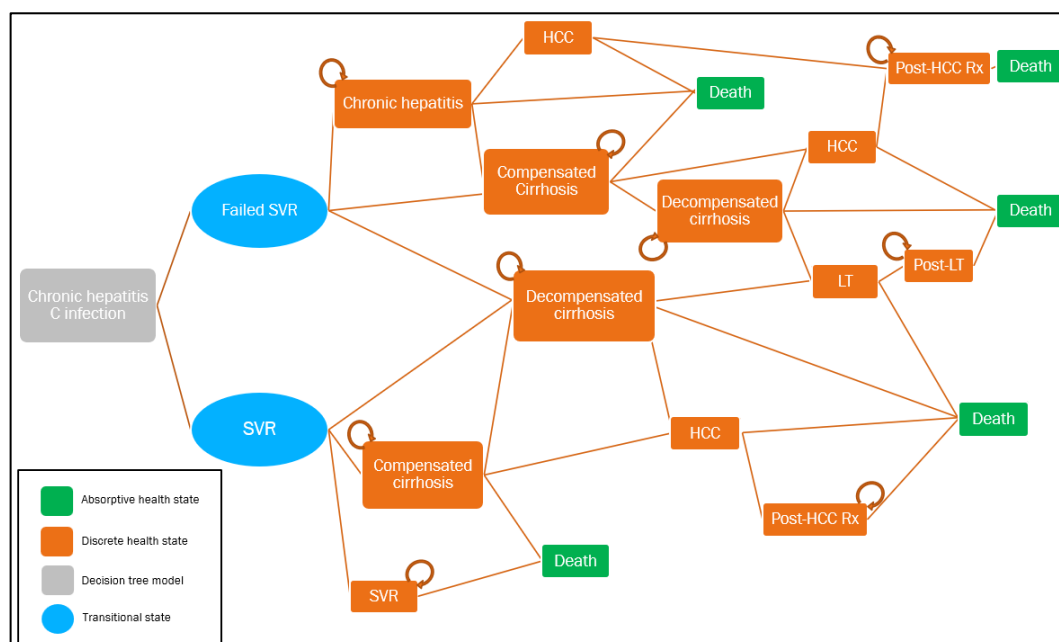 HCC
Post-HCC Rx
Death
Chronic hepatitis
Death
HCC
Compensated
Cirrhosis
Decompensated
cirrhosis
Failed SVR
Death
Post-LT
LT
Chronic hepatitis
C infection
Decompensated
cirrhosis
SVR
HCC
Death
Compensated
cirrhosis
Post-HCC Rx
Death
SVR
Absorptive health state
Discrete health state
Decision tree model
Transitional state